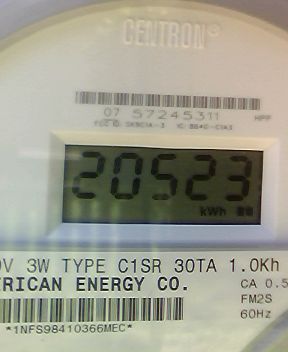 CENTRON®
07 57245311
HPP
20523
kWh
V 3W TYPE C1SR 30TA 1.0Kh
RICAN ENERGY CO.
CA 0.5
FM2S
60Hz
*1NFS98410366MEC*